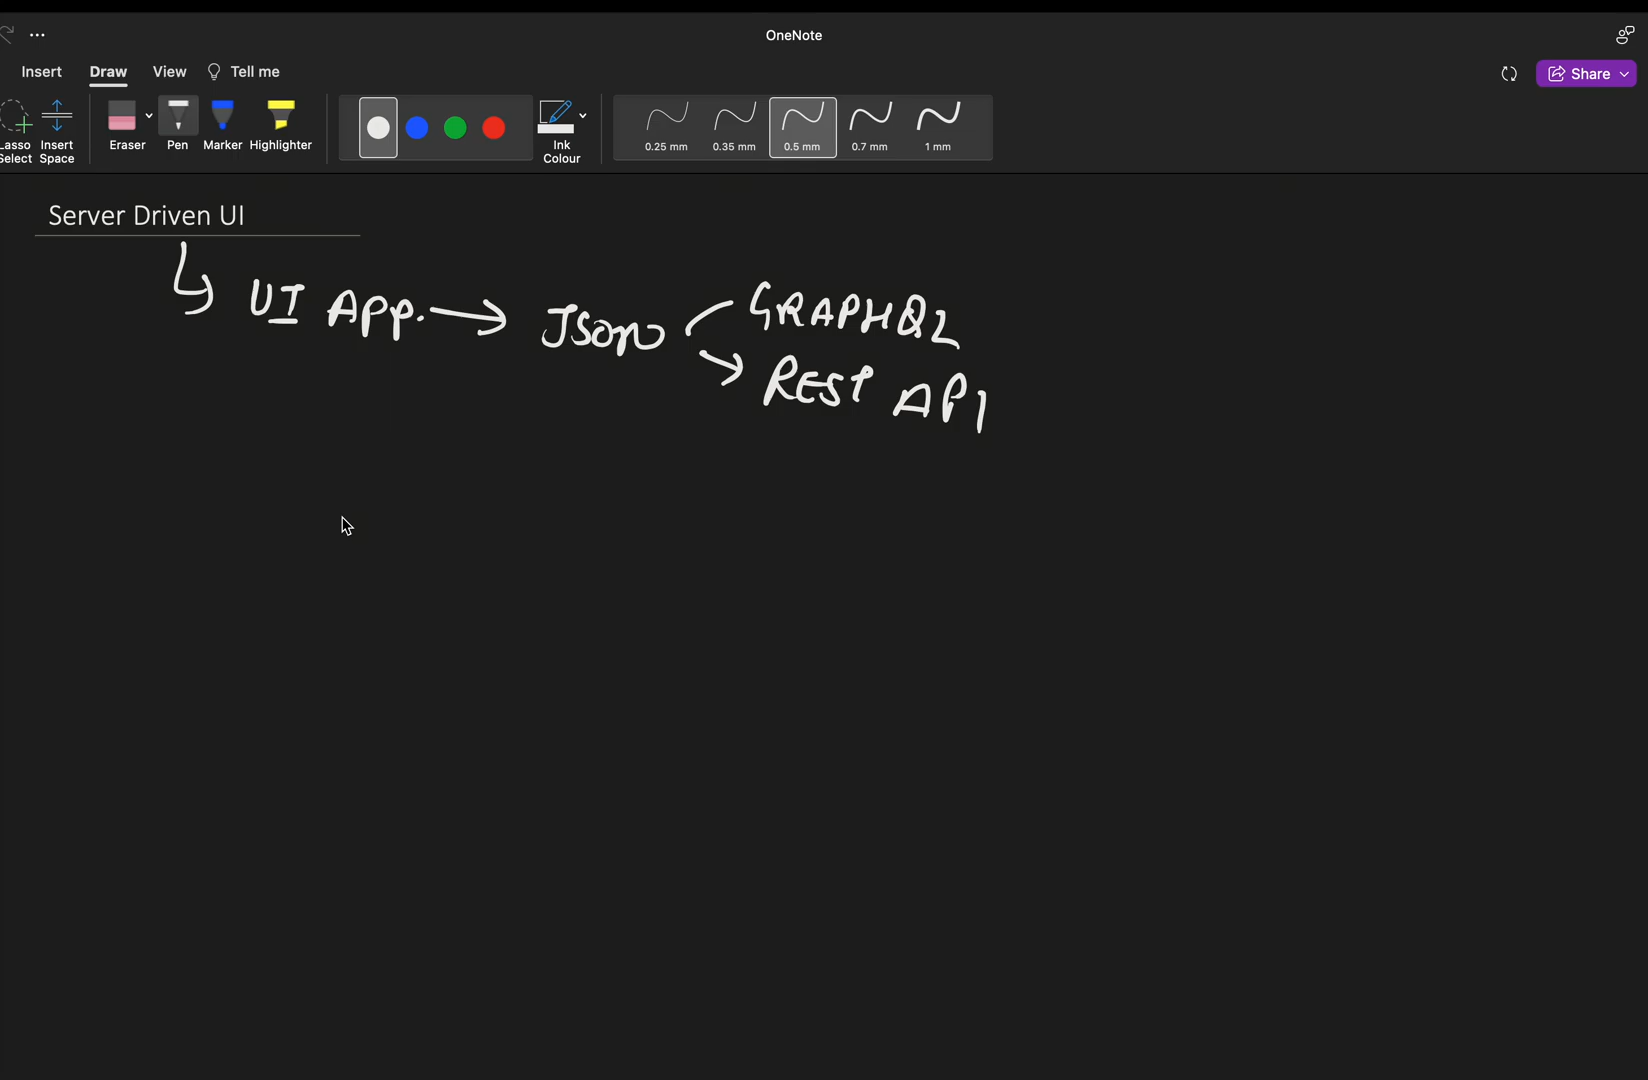 OneNote
Insert Draw View Tell me
Share
Lasso Select
Insert Space
Eraser
Pen
Marker
Highlighter
Ink Colour
0.25 mm
0.35 mm
0.5 mm
0.7 mm
1 mm
Server Driven UI
UI App. → Json
GRAPHQL
→ REST API